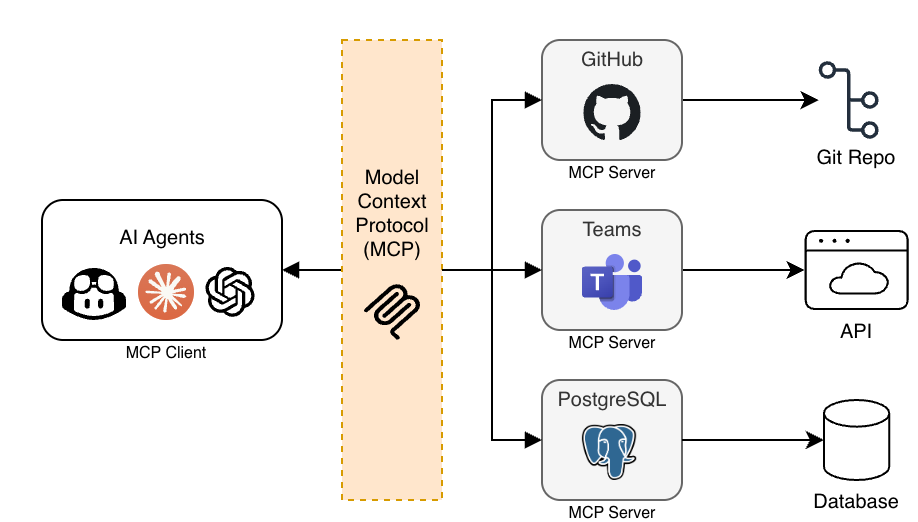 AI Agents
MCP Client
Model
Context
Protocol
(MCP)
GitHub
MCP Server
Git Repo
Teams
T
MCP Server
API
PostgreSQL
MCP Server
Database